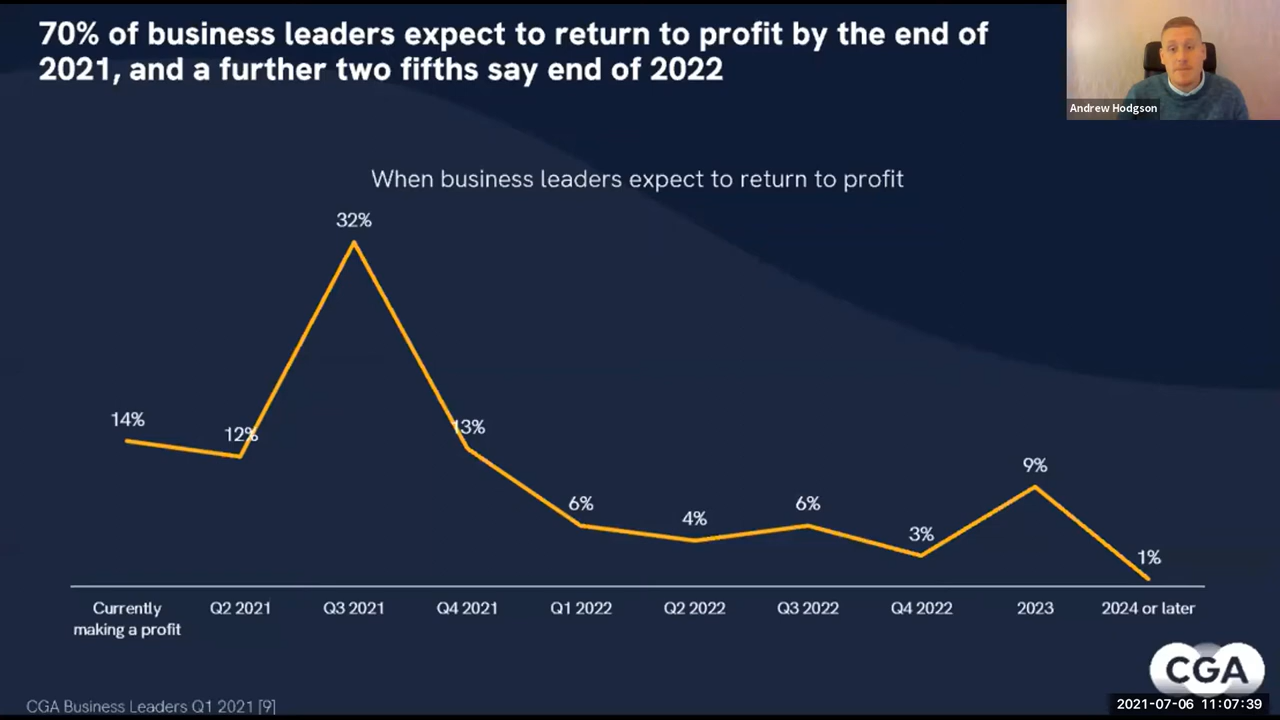 70% of business leaders expect to return to profit by the end of
2021, and a further two fifths say end of 2022
Andrew Hodgson
When business leaders expect to return to profit
32%
14%
12%
13%
6%
4%
6%
3%
9%
1%
Currently
making a profit
Q2 2021
Q3 2021
Q4 2021
Q1 2022
Q2 2022
Q3 2022
Q4 2022
2023
2024 or later
CGA
CGA Business Leaders Q1 2021 [9]
2021-07-06 11:07:39